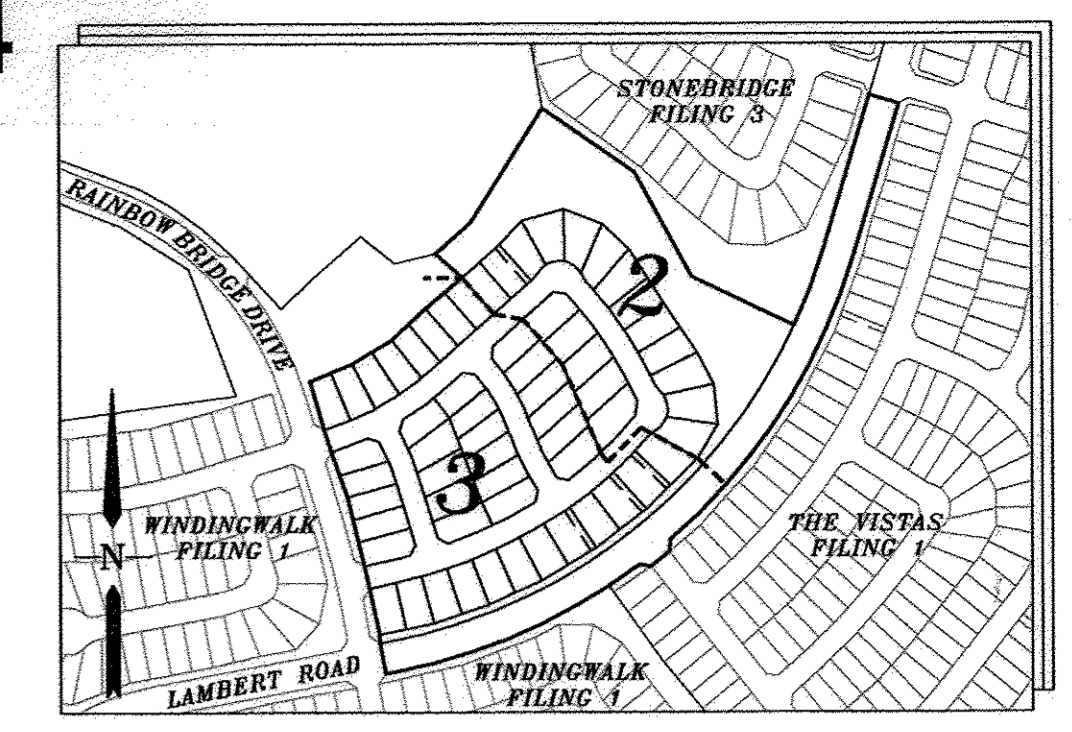 STONEBRIDGE
FILING 3
RAINBOW BRIDGE DRIVE
2
3
WINDINGWALK
FILING 1
N
THE VISTAS
FILING 1
LAMBERT ROAD
WINDINGWALK
FILING 1